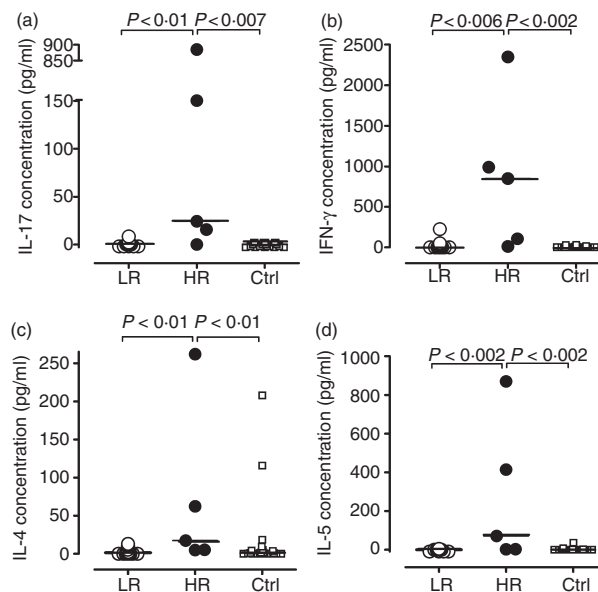 (a)
P < 0·01 P < 0·007
IL-17 concentration (pg/ml)
900
850
150
100
50
0
LR HR Ctrl
(b)
P < 0·006 P < 0·002
IFN-γ concentration (pg/ml)
2500
2000
1500
1000
500
0
LR HR Ctrl
(c)
P < 0·01 P < 0·01
IL-4 concentration (pg/ml)
250
200
150
100
50
0
LR HR Ctrl
(d)
P < 0·002 P < 0·002
IL-5 concentration (pg/ml)
1000
800
600
400
200
0
LR HR Ctrl